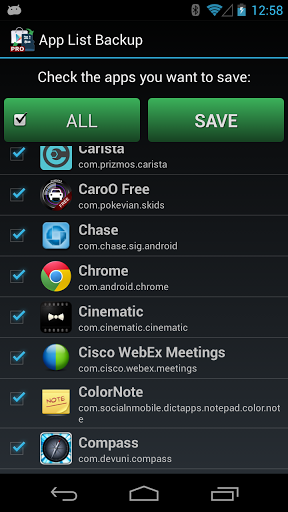 12:58
PRO
App List Backup
Check the apps you want to save:
ALL
SAVE
Carista
com.prizmos.carista
FREE
CaroO Free
com.pokevian.skids
Chase
com.chase.sig.android
Chrome
com.android.chrome
Cinematic
com.cinematic.cinematic
Cisco WebEx Meetings
com.cisco.webex.meetings
NOTE
ColorNote
com.socialnmobile.dictapps.notepad.color.not
e
Compass
com.devuni.compass